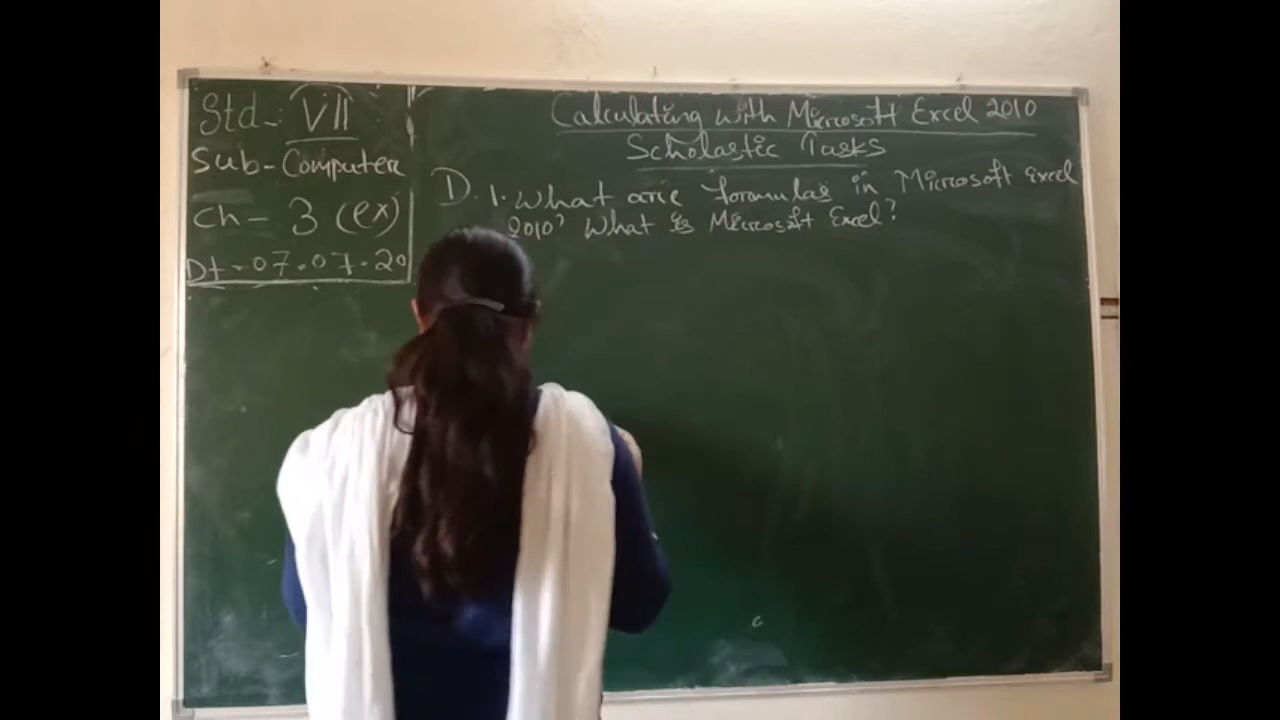 Std - VII
Sub - Computer
Ch - 3 (ex)
Dt - 07.07.20
Calculating with Microsoft Excel 2010
Scholastic Tasks
D. 1. What are formulas in Microsoft Excel
2010? What is Microsoft Excel?